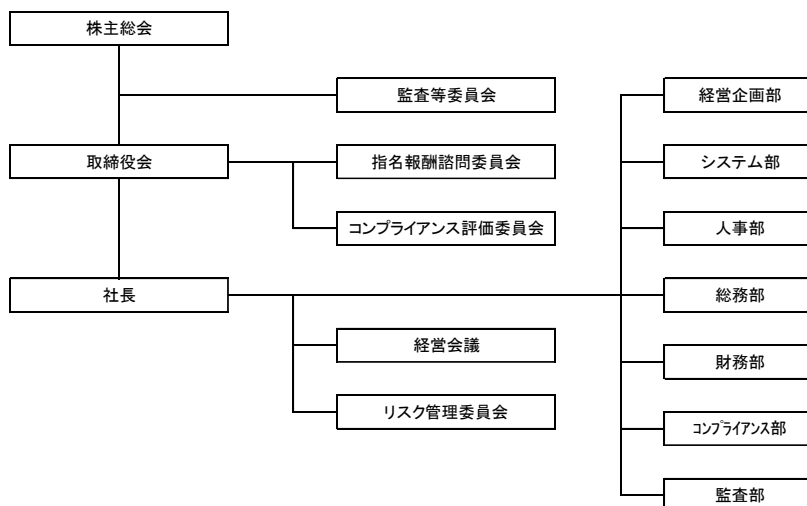 株主総会
監査等委員会
経営企画部
取締役会
指名報酬諮問委員会
システム部
コンプライアンス評価委員会
人事部
社長
総務部
経営会議
財務部
リスク管理委員会
ｺﾝﾌﾟﾗｲｱﾝｽ部
監査部